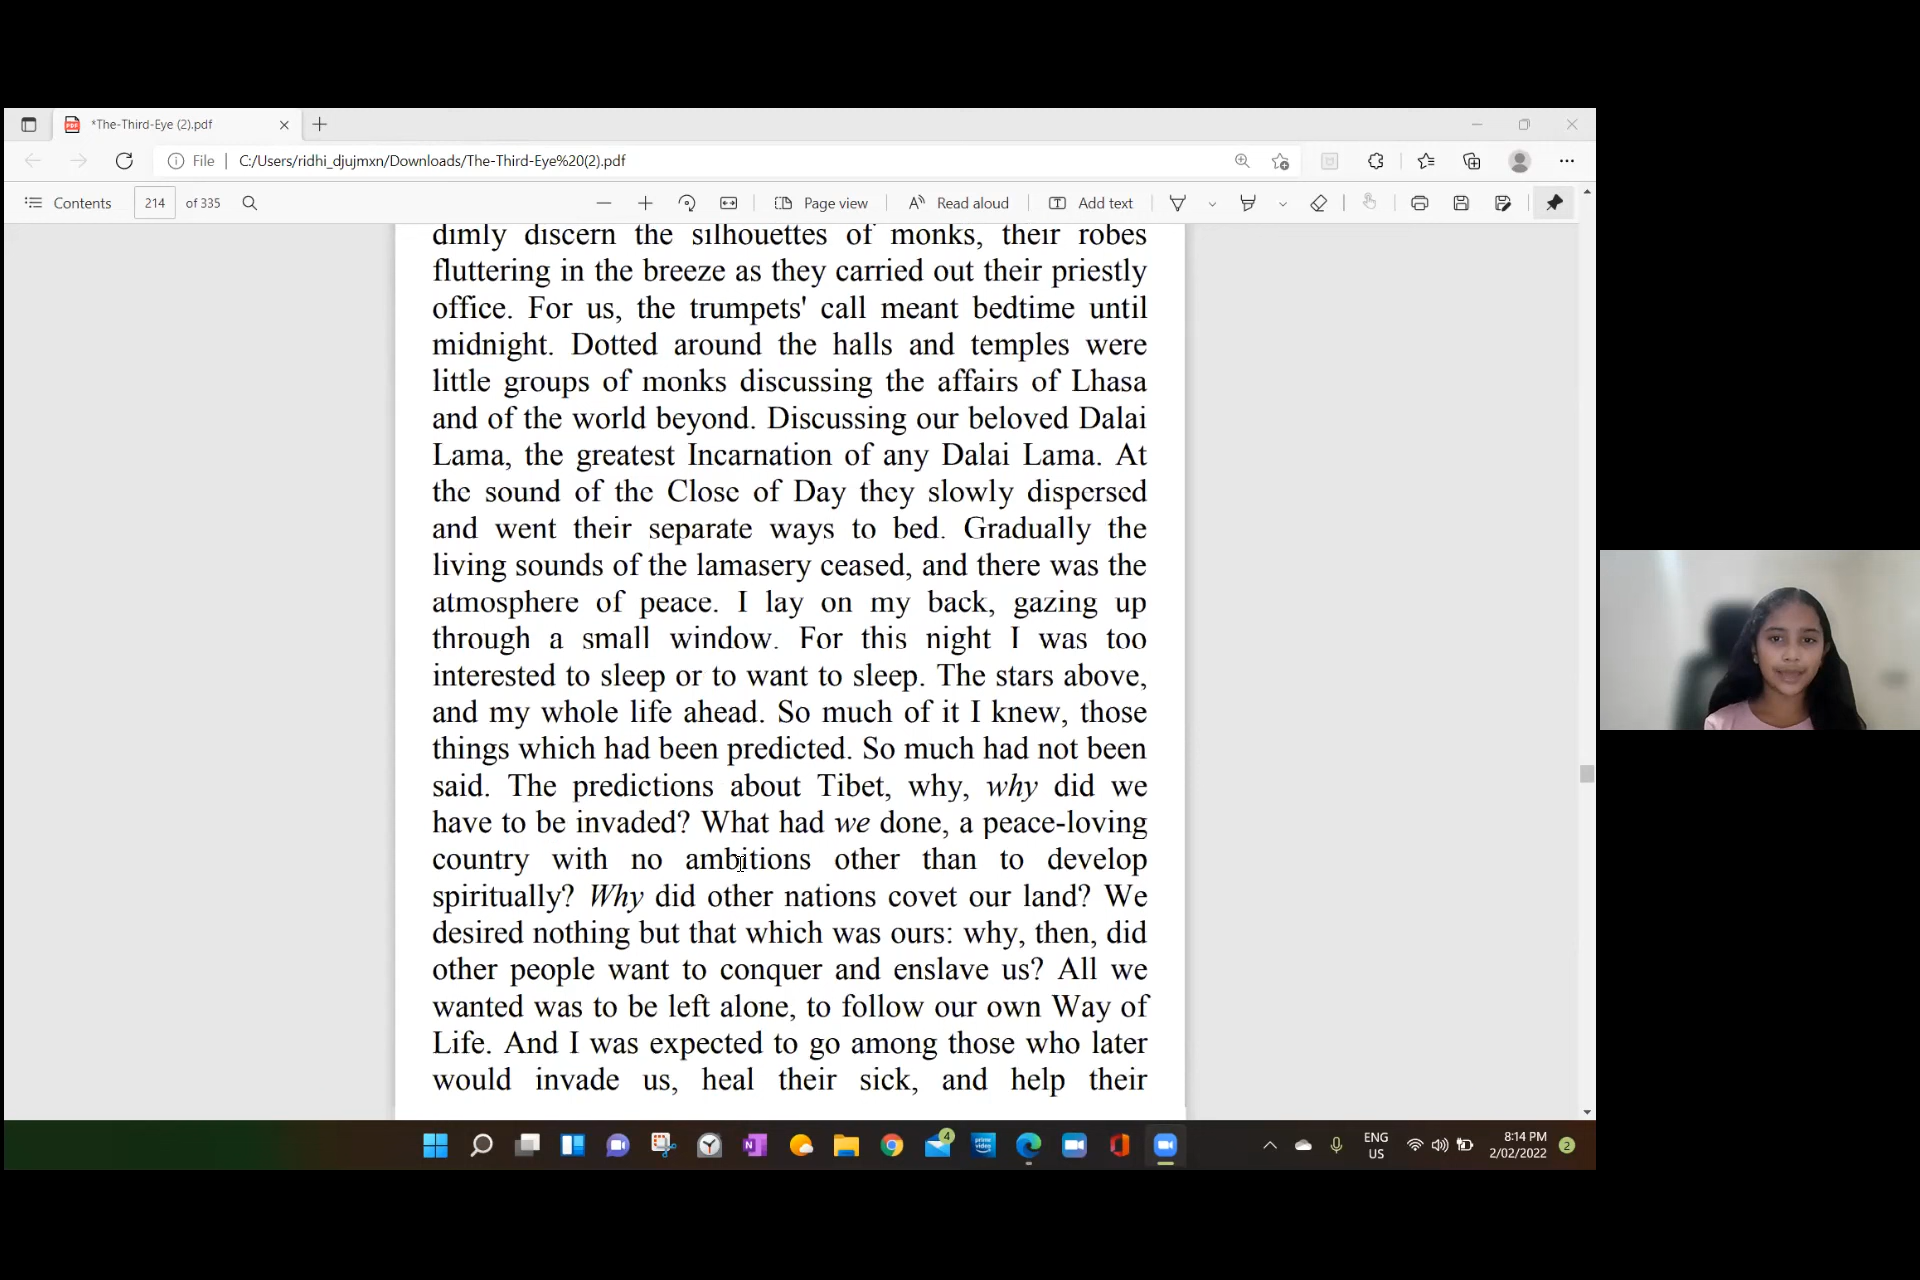 *The-Third-Eye (2).pdf
File
C:/Users/ridhi_djujmxn/Downloads/The-Third-Eye%20(2).pdf
Contents
214
of 335
Page view
Read aloud
Add text
dimly discern the silhouettes of monks, their robes
fluttering in the breeze as they carried out their priestly
office. For us, the trumpets' call meant bedtime until
midnight. Dotted around the halls and temples were
little groups of monks discussing the affairs of Lhasa
and of the world beyond. Discussing our beloved Dalai
Lama, the greatest Incarnation of any Dalai Lama. At
the sound of the Close of Day they slowly dispersed
and went their separate ways to bed. Gradually the
living sounds of the lamasery ceased, and there was the
atmosphere of peace. I lay on my back, gazing up
through a small window. For this night I was too
interested to sleep or to want to sleep. The stars above,
and my whole life ahead. So much of it I knew, those
things which had been predicted. So much had not been
said. The predictions about Tibet, why, why did we
have to be invaded? What had we done, a peace-loving
country with no ambitions other than to develop
spiritually? Why did other nations covet our land? We
desired nothing but that which was ours: why, then, did
other people want to conquer and enslave us? All we
wanted was to be left alone, to follow our own Way of
Life. And I was expected to go among those who later
would invade us, heal their sick, and help their
4
prime video
ENG
US
8:14 PM
2/02/2022
2